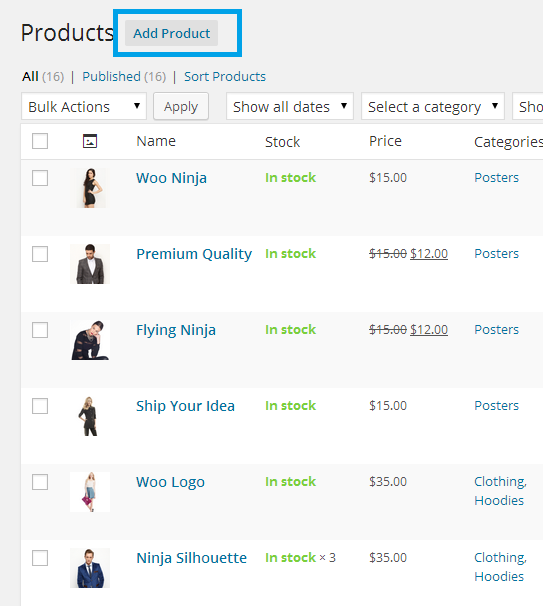 Products Add Product
All (16) | Published (16) | Sort Products
Bulk Actions Apply Show all dates Select a category Sho
Name Stock Price Categories
Woo Ninja In stock $15.00 Posters
Premium Quality In stock $15.00 $12.00 Posters
Flying Ninja In stock $15.00 $12.00 Posters
Ship Your Idea In stock $15.00 Posters
Woo Logo In stock $35.00 Clothing,
Hoodies
Ninja Silhouette In stock × 3 $35.00 Clothing,
Hoodies